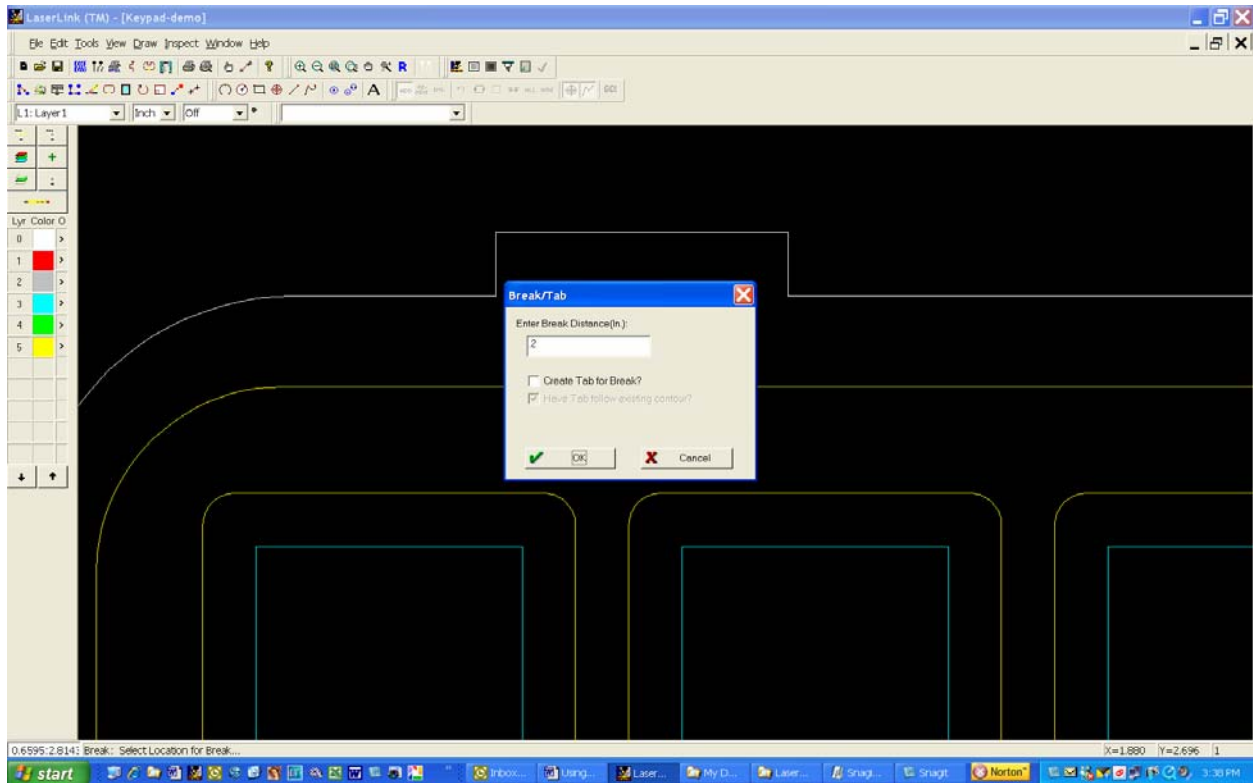 LaserLink (TM) - [Keypad-demo]
File Edit Tools View Draw Inspect Window Help
R
A GO!
L1: Layer1 Inch Off
Lyr Color O
0 >
1 >
2 >
3 >
4 >
5 >
Break/Tab
Enter Break Distance(In.):
.2
Create Tab for Break?
Have Tab follow existing contour?
OK Cancel
Break: Select Location for Break... X=1.880 Y=2.696 1
start Inbox... Using... Laser... My D... Laser... Snagi... Snagit Norton™ 3:38 PM